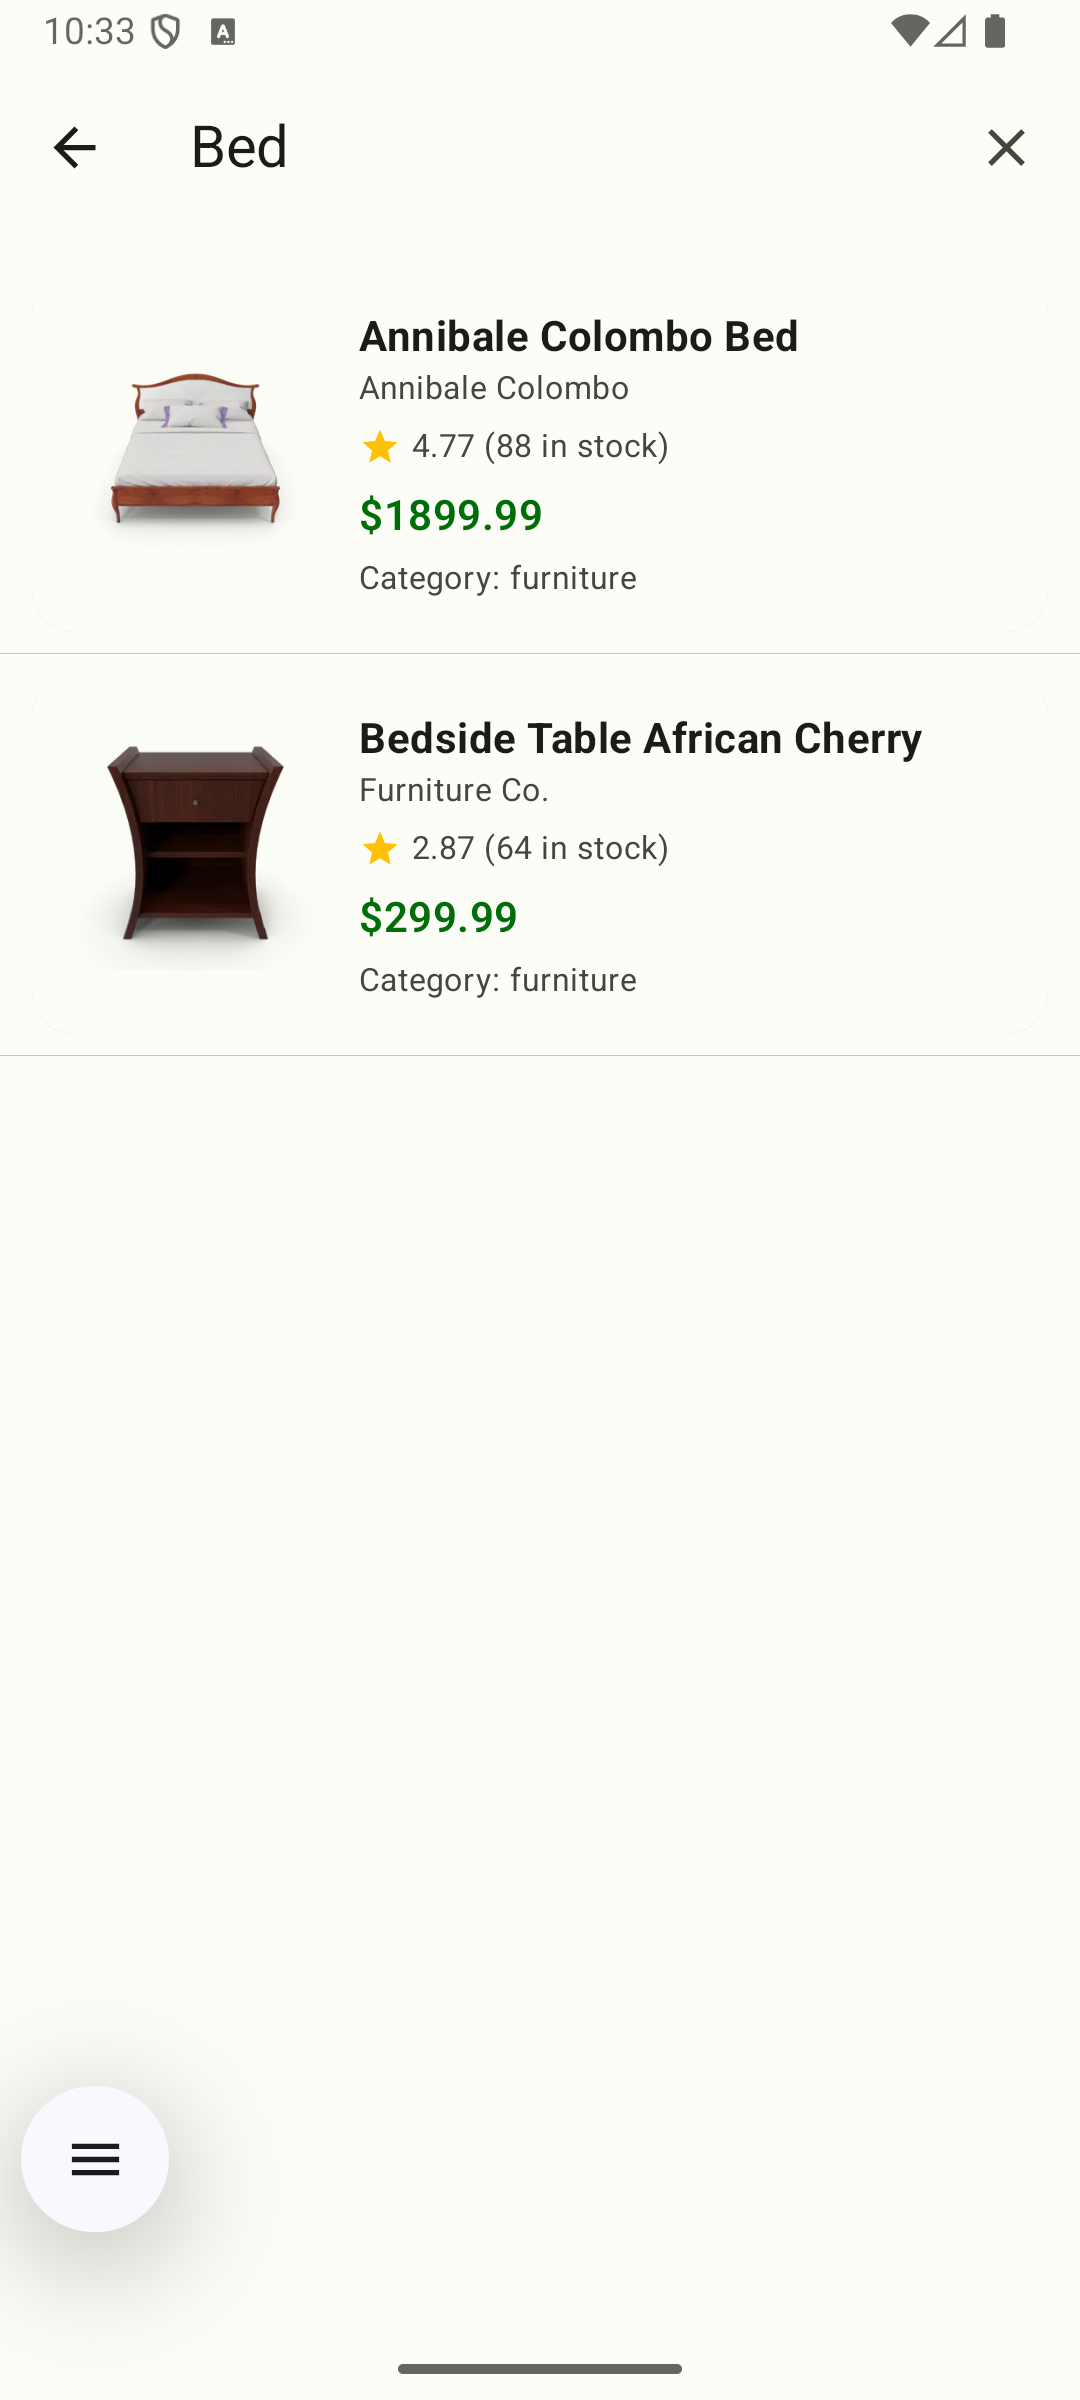 10:33
Bed
Annibale Colombo Bed
Annibale Colombo
4.77 (88 in stock)
$1899.99
Category: furniture
Bedside Table African Cherry
Furniture Co.
2.87 (64 in stock)
$299.99
Category: furniture